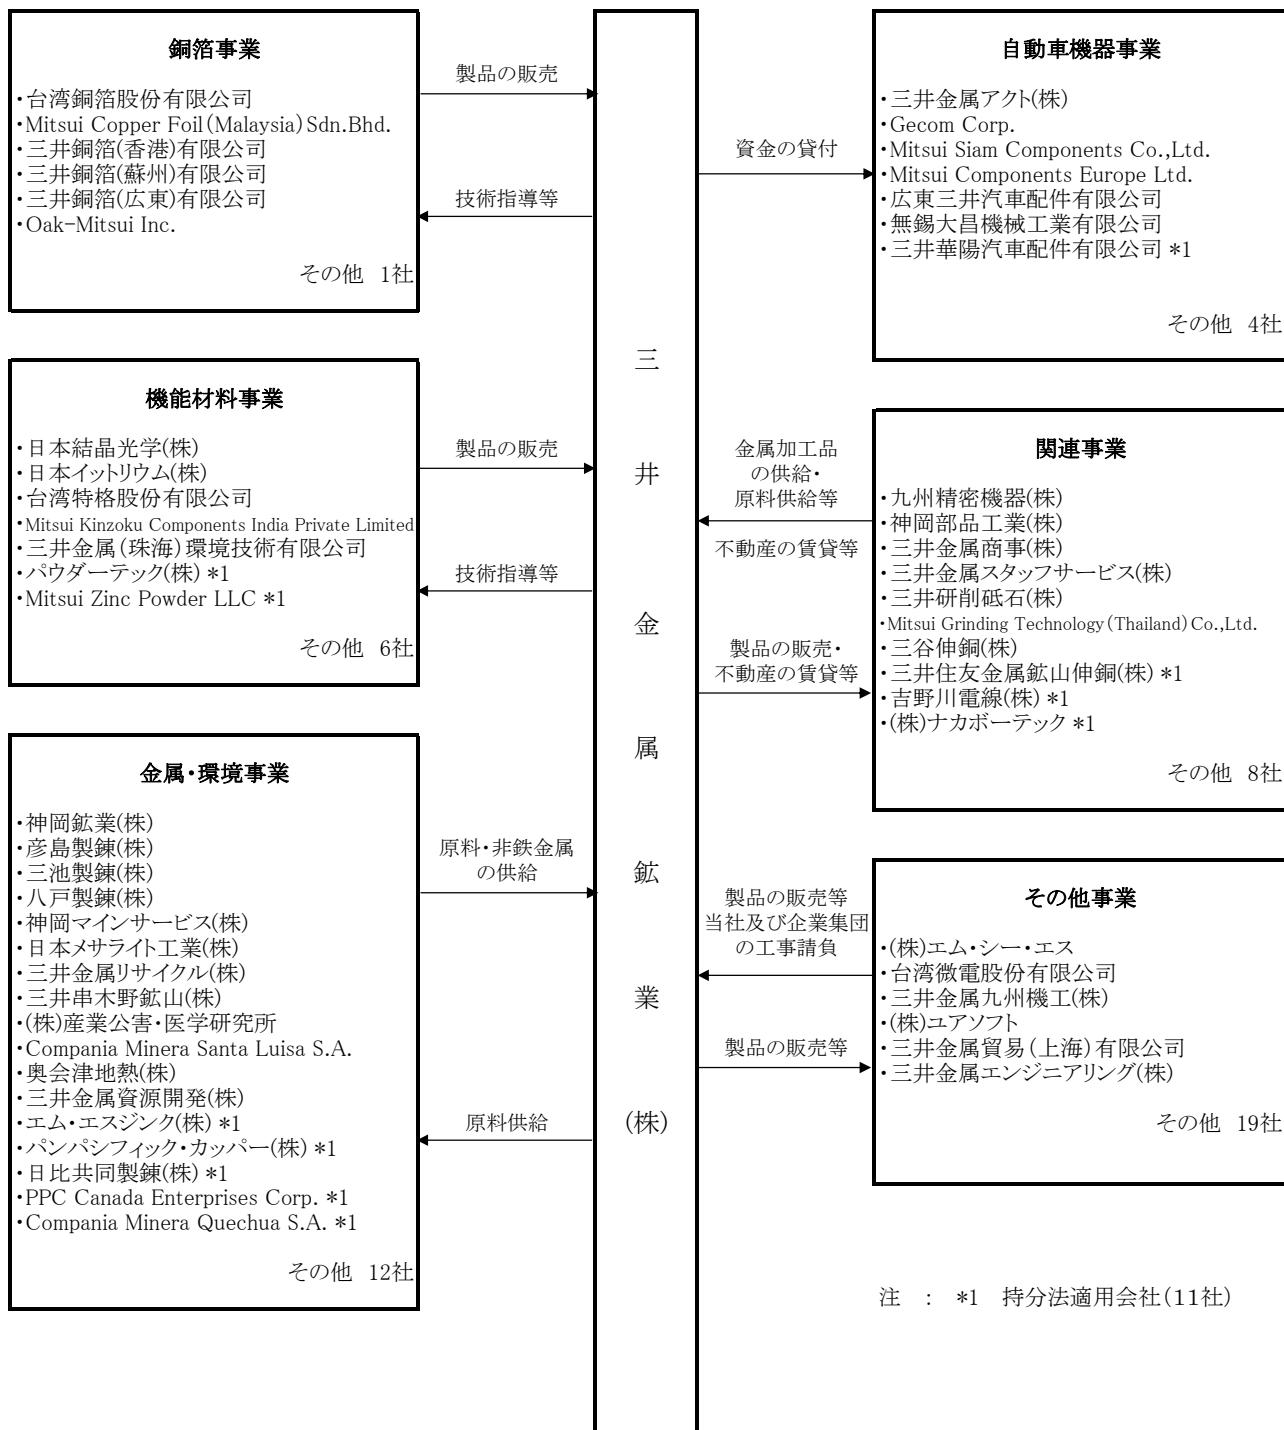 銅箔事業
・台湾銅箔股份有限公司
・Mitsui Copper Foil(Malaysia)Sdn.Bhd.
・三井銅箔(香港)有限公司
・三井銅箔(蘇州)有限公司
・三井銅箔(広東)有限公司
・Oak-Mitsui Inc.
その他 1社
製品の販売
技術指導等
機能材料事業
・日本結晶光学(株)
・日本イットリウム(株)
・台湾特格股份有限公司
・Mitsui Kinzoku Components India Private Limited
・三井金属(珠海)環境技術有限公司
・パウダーテック(株) *1
・Mitsui Zinc Powder LLC *1
その他 6社
製品の販売
技術指導等
金属・環境事業
・神岡鉱業(株)
・彦島製錬(株)
・三池製錬(株)
・八戸製錬(株)
・神岡マインサービス(株)
・日本メサライト工業(株)
・三井金属リサイクル(株)
・三井串木野鉱山(株)
・(株)産業公害・医学研究所
・Compania Minera Santa Luisa S.A.
・奥会津地熱(株)
・三井金属資源開発(株)
・エム・エスジンク(株) *1
・パンパシフィック・カッパー(株) *1
・日比共同製錬(株) *1
・PPC Canada Enterprises Corp. *1
・Compania Minera Quechua S.A. *1
その他 12社
原料・非鉄金属
の供給
原料供給
三
井
金
属
鉱
業
(株)
資金の貸付
自動車機器事業
・三井金属アクト(株)
・Gecom Corp.
・Mitsui Siam Components Co.,Ltd.
・Mitsui Components Europe Ltd.
・広東三井汽車配件有限公司
・無錫大昌機械工業有限公司
・三井華陽汽車配件有限公司 *1
その他 4社
金属加工品
の供給・
原料供給等
不動産の賃貸等
製品の販売・
不動産の賃貸等
関連事業
・九州精密機器(株)
・神岡部品工業(株)
・三井金属商事(株)
・三井金属スタッフサービス(株)
・三井研削砥石(株)
・Mitsui Grinding Technology(Thailand)Co.,Ltd.
・三谷伸銅(株)
・三井住友金属鉱山伸銅(株) *1
・吉野川電線(株) *1
・(株)ナカボーテック *1
その他 8社
製品の販売等
当社及び企業集団
の工事請負
製品の販売等
その他事業
・(株)エム・シー・エス
・台湾微電股份有限公司
・三井金属九州機工(株)
・(株)ユアソフト
・三井金属貿易(上海)有限公司
・三井金属エンジニアリング(株)
その他 19社
注 : *1 持分法適用会社(11社)